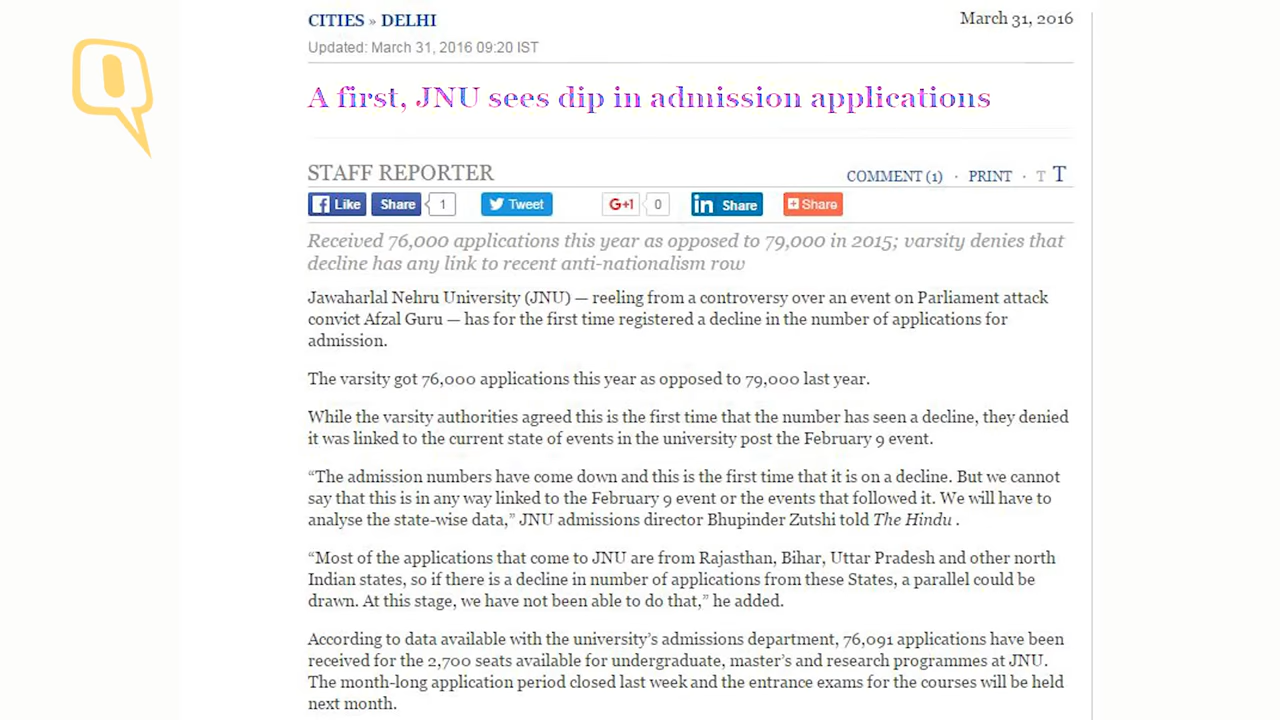 CITIES » DELHI
March 31, 2016
Updated: March 31, 2016 09:20 IST
A first, JNU sees dip in admission applications
STAFF REPORTER
COMMENT (1) · PRINT · T T
Like Share 1 Tweet G+1 0 in Share Share
Received 76,000 applications this year as opposed to 79,000 in 2015; varsity denies that
decline has any link to recent anti-nationalism row
Jawaharlal Nehru University (JNU) — reeling from a controversy over an event on Parliament attack
convict Afzal Guru — has for the first time registered a decline in the number of applications for
admission.
The varsity got 76,000 applications this year as opposed to 79,000 last year.
While the varsity authorities agreed this is the first time that the number has seen a decline, they denied
it was linked to the current state of events in the university post the February 9 event.
“The admission numbers have come down and this is the first time that it is on a decline. But we cannot
say that this is in any way linked to the February 9 event or the events that followed it. We will have to
analyse the state-wise data,” JNU admissions director Bhupinder Zutshi told The Hindu .
“Most of the applications that come to JNU are from Rajasthan, Bihar, Uttar Pradesh and other north
Indian states, so if there is a decline in number of applications from these States, a parallel could be
drawn. At this stage, we have not been able to do that,” he added.
According to data available with the university’s admissions department, 76,091 applications have been
received for the 2,700 seats available for undergraduate, master’s and research programmes at JNU.
The month-long application period closed last week and the entrance exams for the courses will be held
next month.